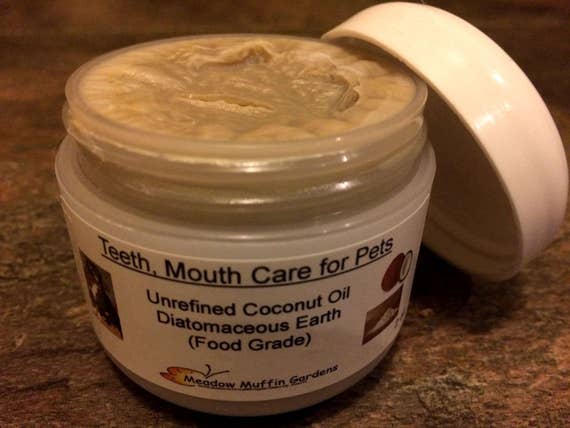 Teeth, Mouth Care for Pets
Unrefined Coconut Oil
Diatomaceous Earth
(Food Grade)
Meadow Muffin Gardens